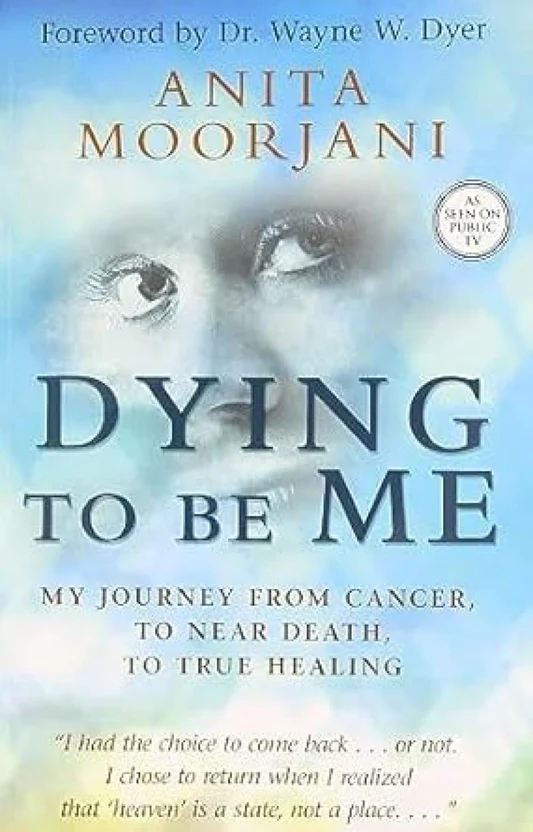 Foreword by Dr. Wayne W. Dyer
ANITA
MOORJANI
AS
SEEN ON
PUBLIC
TV
DYING
TO BE ME
MY JOURNEY FROM CANCER,
TO NEAR DEATH,
TO TRUE HEALING
“I had the choice to come back . . . or not.
I chose to return when I realized
that ‘heaven’ is a state, not a place. . . .”